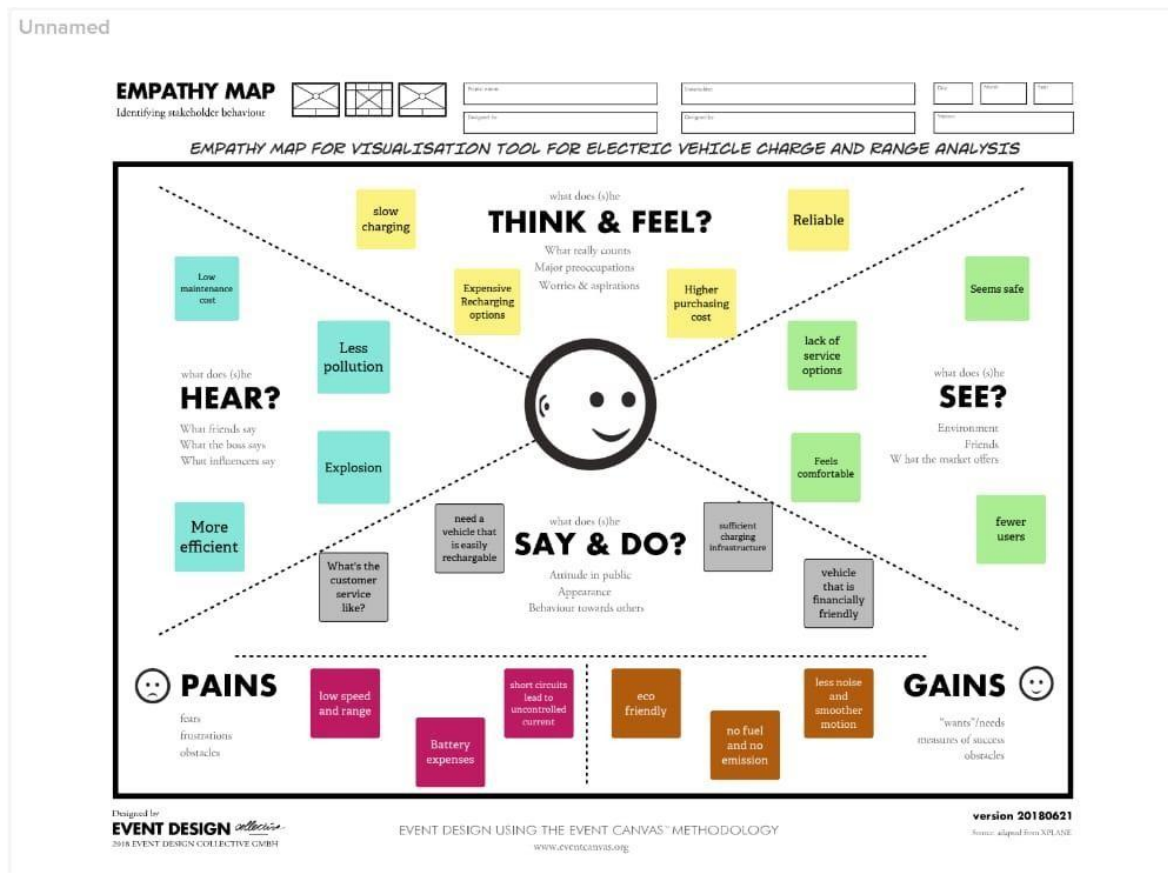 Unnamed
EMPATHY MAP
Identifying stakeholder behaviour
Designed by
Designed by
EMPATHY MAP FOR VISUALISATION TOOL FOR ELECTRIC VEHICLE CHARGE AND RANGE ANALYSIS
what does (s)he
THINK & FEEL?
What really counts
Major preoccupations
Worries & aspirations
slow
charging
Expensive
Recharging
options
Higher
purchasing
cost
Reliable
Low
maintenance
cost
Less
pollution
what does (s)he
HEAR?
What friends say
What the boss says
What influencers say
Explosion
More
efficient
Seems safe
lack of
service
options
what does (s)he
SEE?
Environment
Friends
What the market offers
Feels
comfortable
fewer
users
what does (s)he
SAY & DO?
Attitude in public
Appearance
Behaviour towards others
need a
vehicle that
is easily
rechargable
What's the
customer
service
like?
sufficient
charging
infrastructure
vehicle
that is
financially
friendly
PAINS
fears
frustrations
obstacles
low speed
and range
Battery
expenses
short circuits
lead to
uncontrolled
current
eco
friendly
no fuel
and no
emission
less noise
and
smoother
motion
GAINS
"wants"/needs
measures of success
obstacles
Designed by
EVENT DESIGN collective
2018 EVENT DESIGN COLLECTIVE GMBH
EVENT DESIGN USING THE EVENT CANVAS™ METHODOLOGY
www.eventcanvas.org
version 20180621
Source: adapted from XPLANE